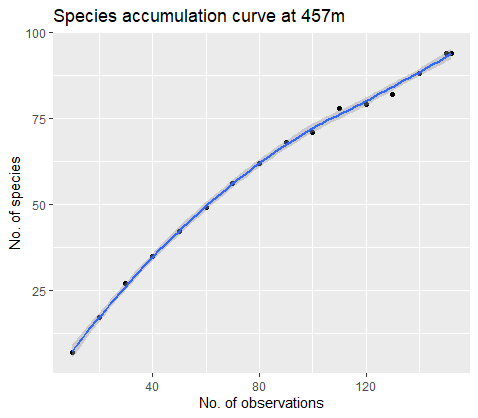 Species accumulation curve at 457m
100
75
50
25
No. of species
40 80 120
No. of observations